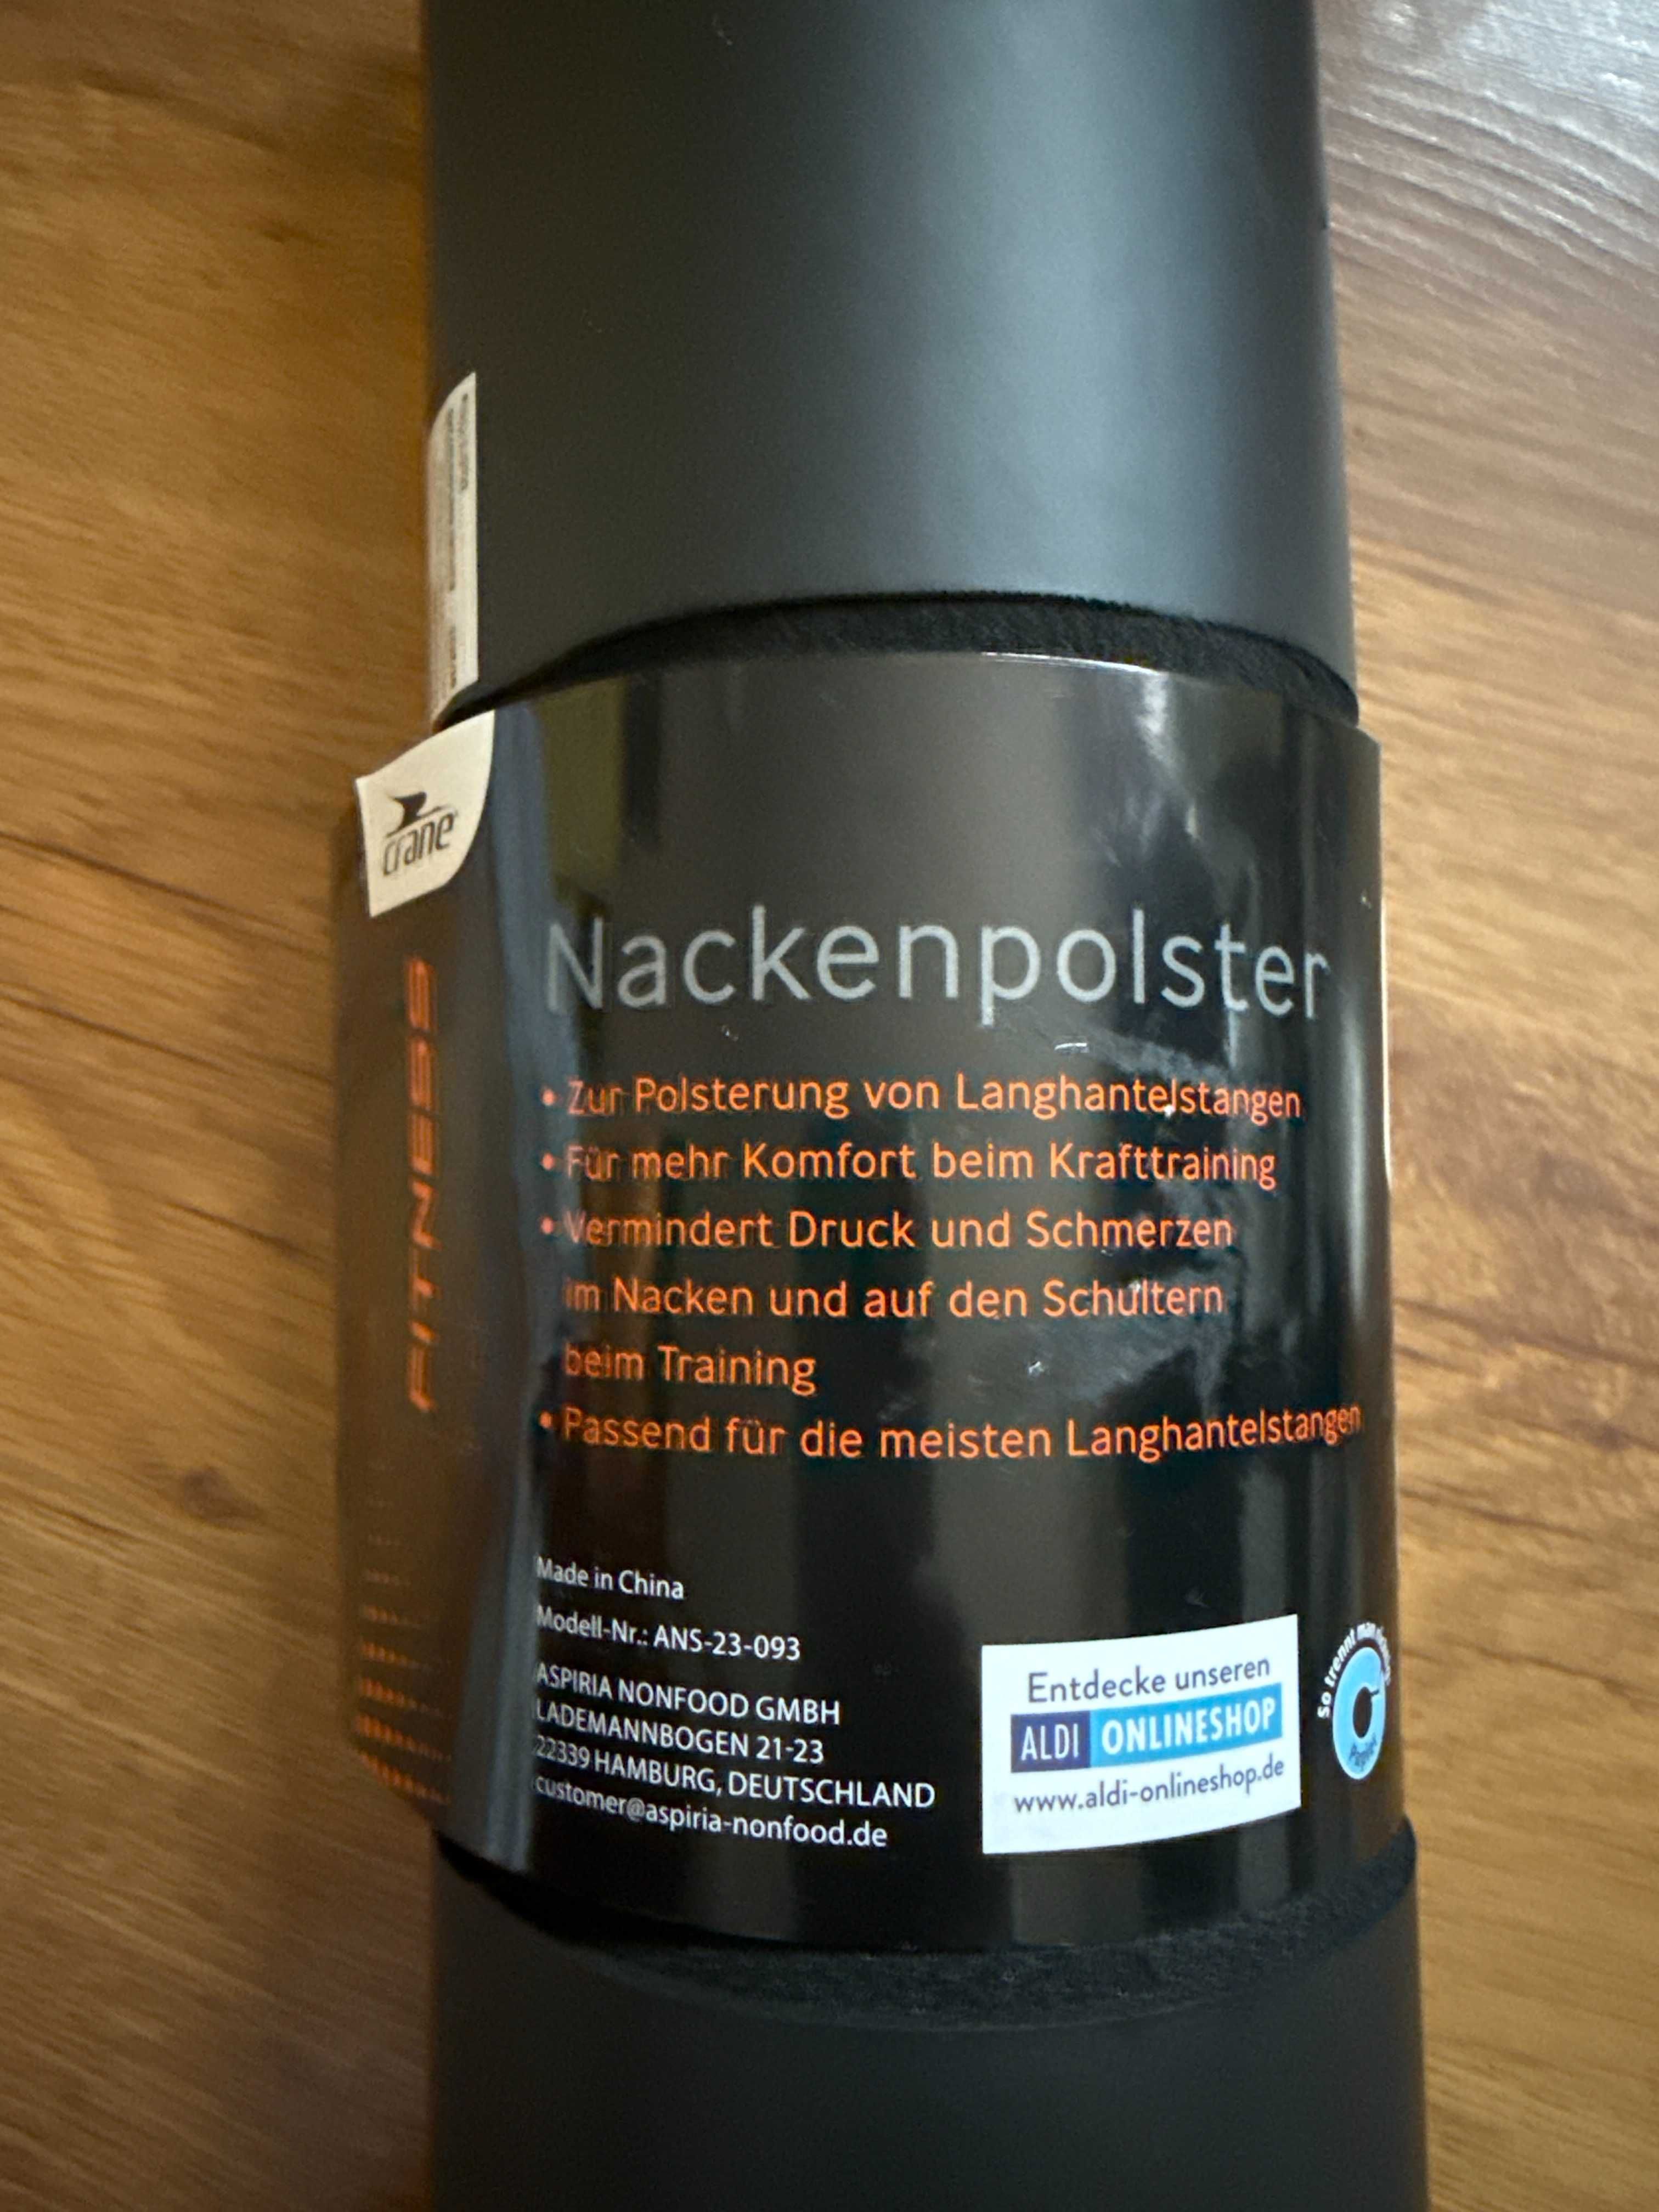 crane
FITNESS
Nackenpolster
• Zur Polsterung von Langhantelstangen
• Für mehr Komfort beim Krafttraining
• Vermindert Druck und Schmerzen
im Nacken und auf den Schultern
beim Training
• Passend für die meisten Langhantelstangen
Made in China
Modell-Nr.: ANS-23-093
ASPIRIA NONFOOD GMBH
LADEMANNBOGEN 21-23
22339 HAMBURG, DEUTSCHLAND
customer@aspiria-nonfood.de
Entdecke unseren
ALDI ONLINESHOP
www.aldi-onlineshop.de
So trennt man
Papier